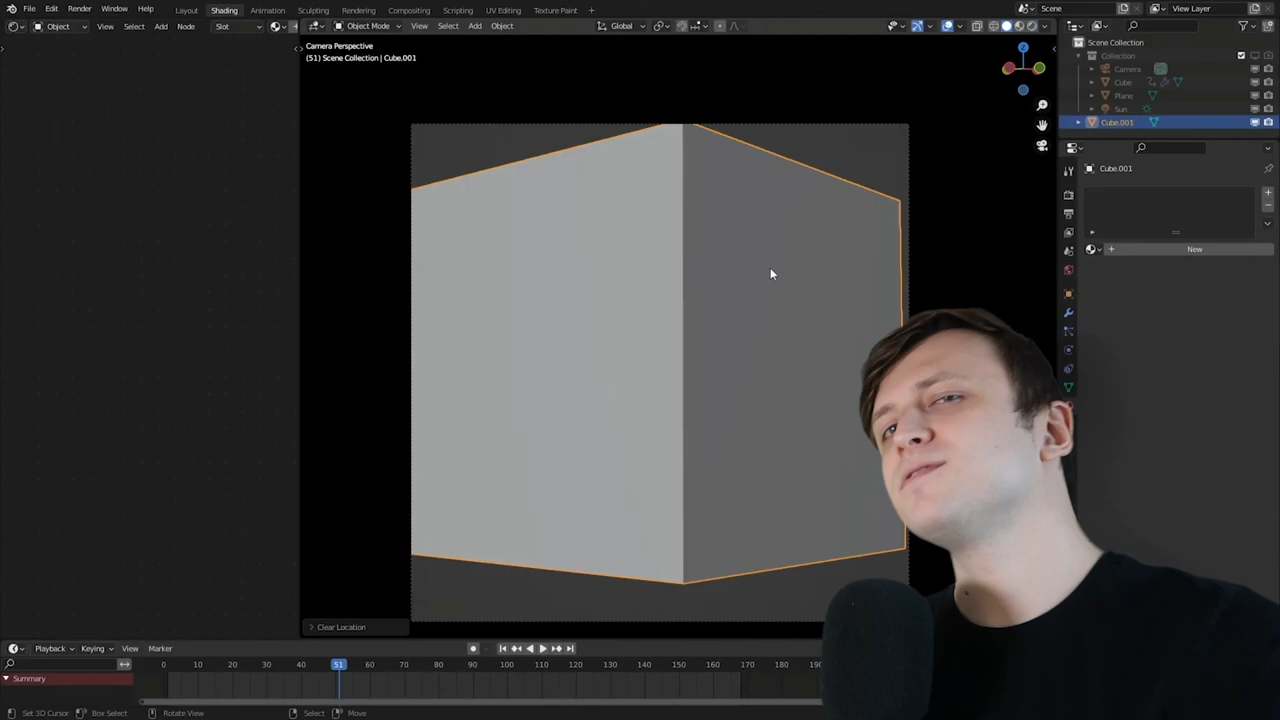 File Edit Render Window Help Layout Shading Animation Sculpting Rendering Compositing Scripting UV Editing Texture Paint + Scene View Layer
Object View Select Add Node Slot Object Mode View Select Add Object Global
Camera Perspective
(51) Scene Collection | Cube.001
Z
Scene Collection
Collection
Camera
Cube
Plane
Sun
Cube.001
Cube.001
New
Clear Location
Playback Keying View Marker
0 10 20 30 40 51 60 70 80 90 100 110 120 130 140 150 160 170 180
Summary
Set 3D Cursor Box Select Rotate View Select Move